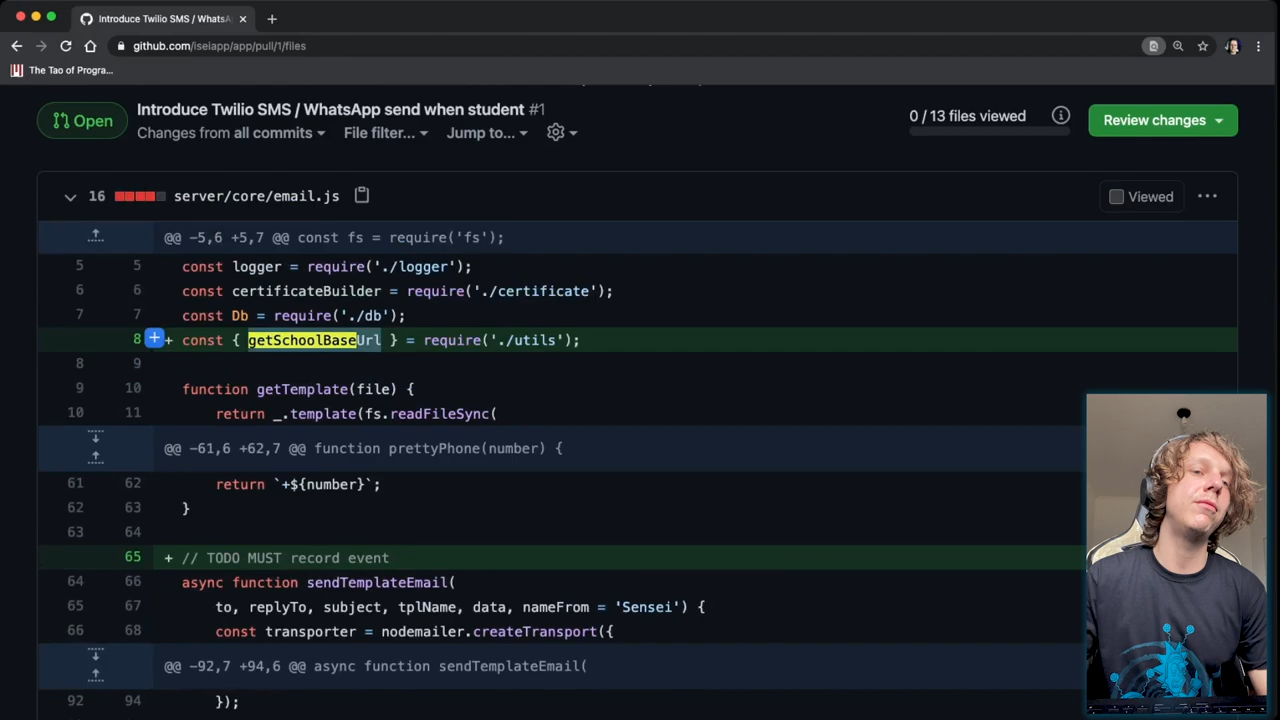 Introduce Twilio SMS / WhatsA
github.com/iseiapp/app/pull/1/files
The Tao of Progra...
Open
Introduce Twilio SMS / WhatsApp send when student #1
Changes from all commits
File filter...
Jump to...
0 / 13 files viewed
Review changes
16
server/core/email.js
Viewed
@@ -5,6 +5,7 @@ const fs = require('fs');
5 5 const logger = require('./logger');
6 6 const certificateBuilder = require('./certificate');
7 7 const Db = require('./db');
8 + const { getSchoolBaseUrl } = require('./utils');
8 9
9 10 function getTemplate(file) {
10 11 return _.template(fs.readFileSync(
@@ -61,6 +62,7 @@ function prettyPhone(number) {
61 62 return `+${number}`;
62 63 }
63 64
65 + // TODO MUST record event
64 66 async function sendTemplateEmail(
65 67 to, replyTo, subject, tplName, data, nameFrom = 'Sensei') {
66 68 const transporter = nodemailer.createTransport({
@@ -92,7 +94,6 @@ async function sendTemplateEmail(
92 94 });